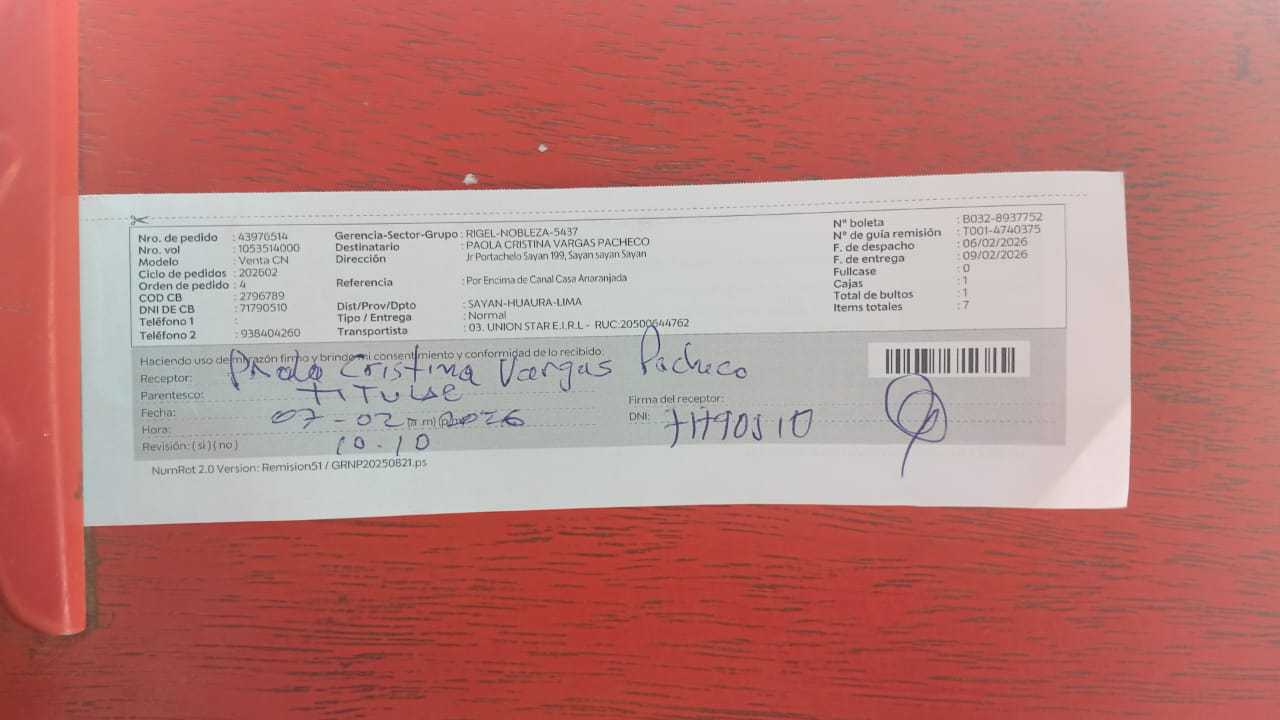 Nro. de pedido : 43976514
Nro. vol : 1053514000
Modelo : Venta CN
Ciclo de pedidos : 202602
Orden de pedido : 4
COD CB : 2796789
DNI DE CB : 71790510
Teléfono 1 :
Teléfono 2 : 938404260
Gerencia-Sector-Grupo : RIGEL-NOBLEZA-5437
Destinatario : PAOLA CRISTINA VARGAS PACHECO
Dirección : Jr Portachelo Sayan 199, Sayan sayan Sayan
Referencia : Por Encima de Canal Casa Anaranjada
Dist/Prov/Dpto : SAYAN-HUAURA-LIMA
Tipo / Entrega : Normal
Transportista : 03. UNION STAR E.I.R.L - RUC:20500644762
N° boleta : B032-8937752
N° de guía remisión : T001-4740375
F. de despacho : 06/02/2026
F. de entrega : 09/02/2026
Fullcase : 0
Cajas : 1
Total de bultos : 1
Items totales : 7
Haciendo uso de mi razón firmo y brindo mi consentimiento y conformidad de lo recibido.
Receptor: Paola Cristina Vargas Pacheco
Parentesco:
Fecha: 07-02-2026
Hora: 10.10
Revisión: ( si ) ( no )
Firma del receptor:
DNI: 71790510
NumRot 2.0 Version: Remision51 / GRNP20250821.ps